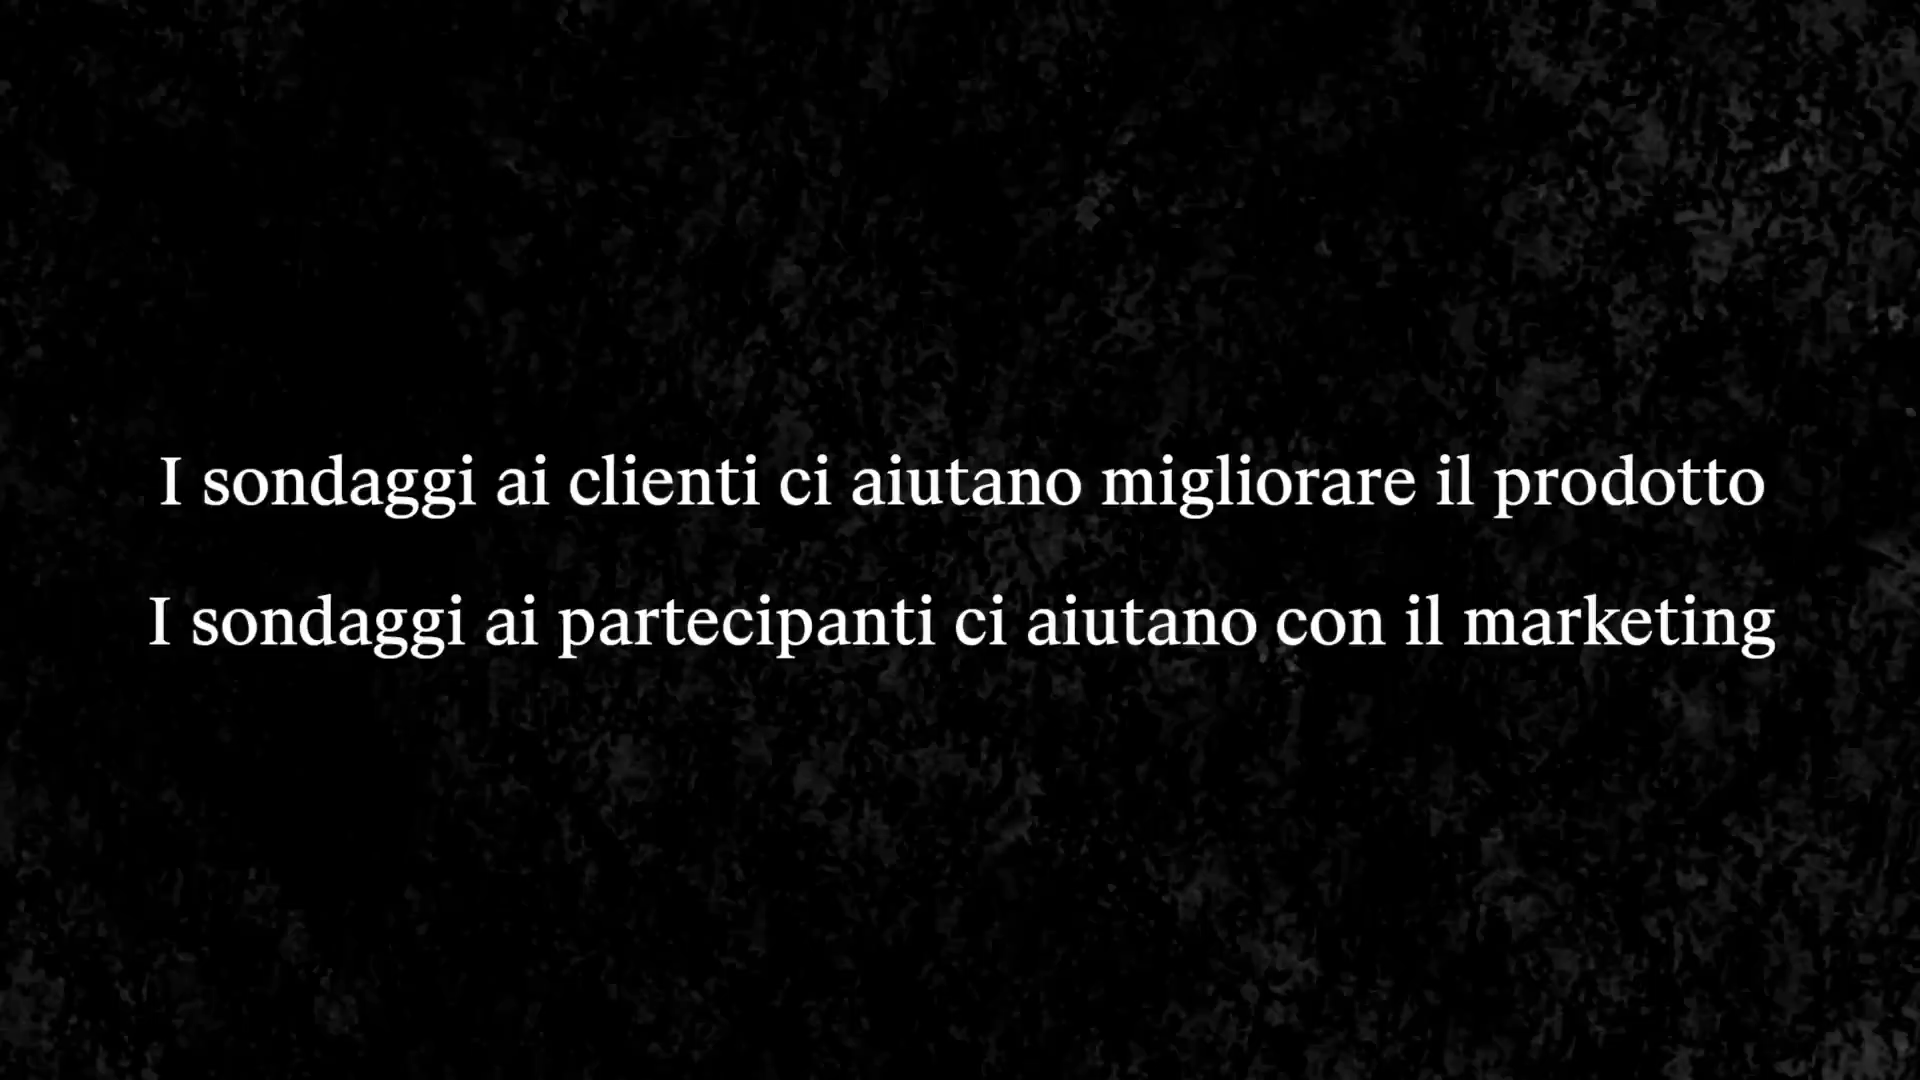 I sondaggi ai clienti ci aiutano migliorare il prodotto
I sondaggi ai partecipanti ci aiutano con il marketing